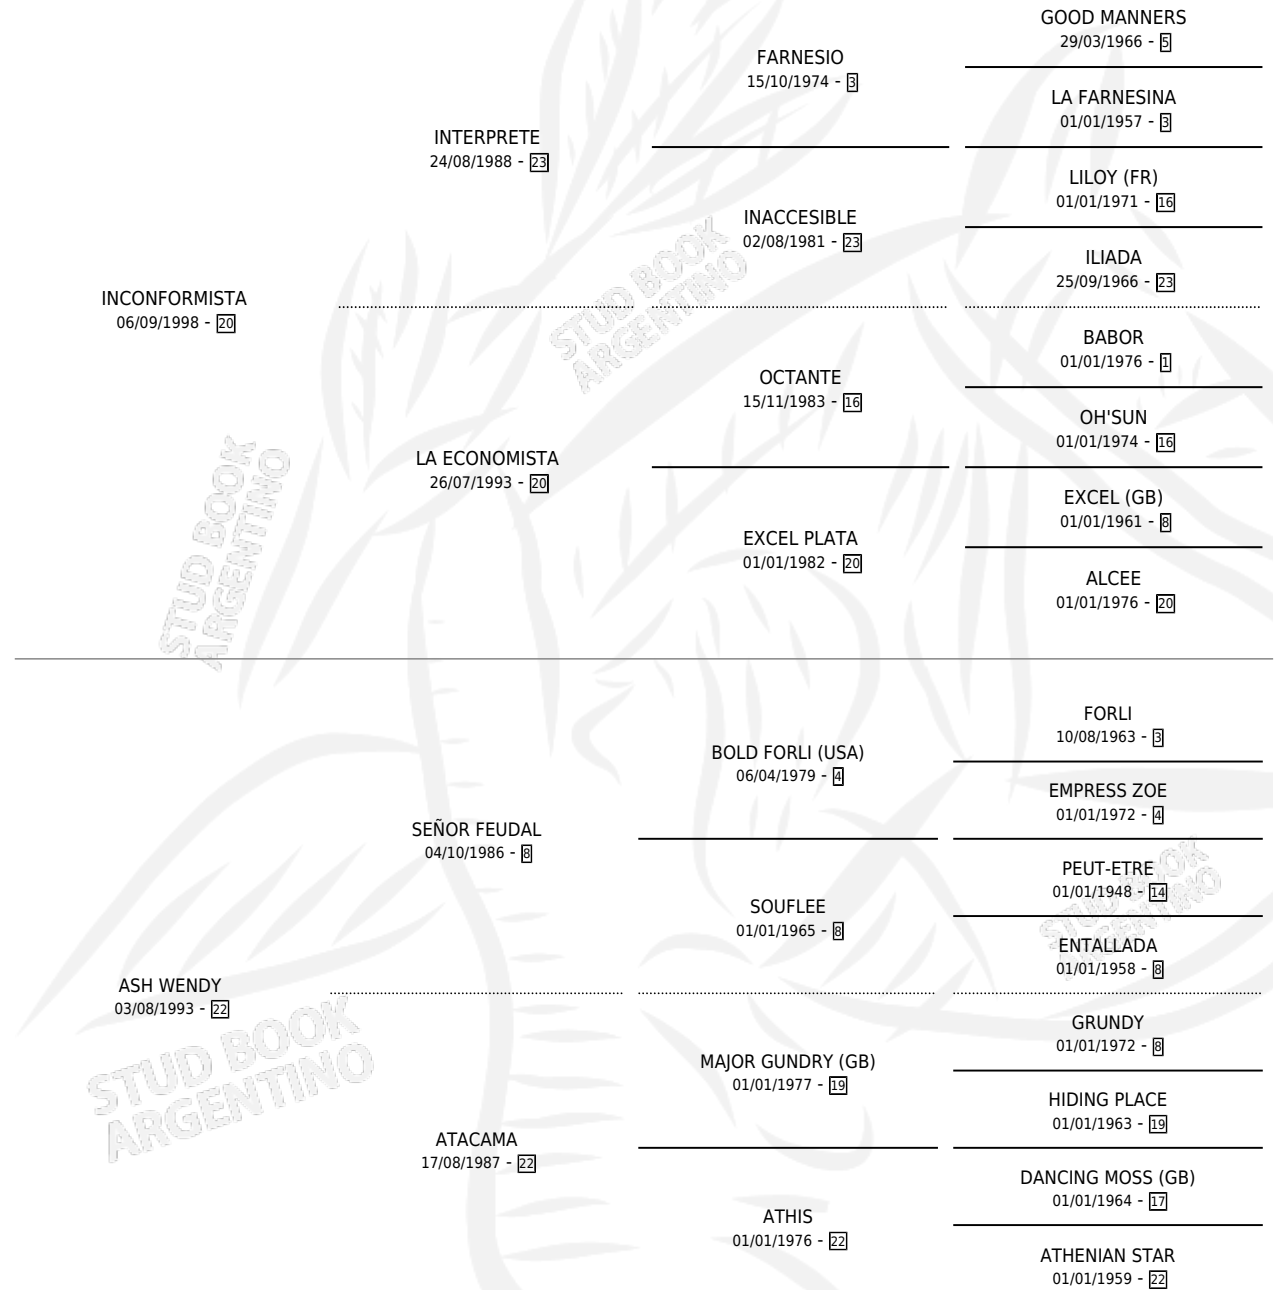 GOOD MANNERS
29/03/1966 - 5
FARNESIO
15/10/1974 - 3
LA FARNESINA
01/01/1957 - 3
INTERPRETE
24/08/1988 - 23
LILOY (FR)
01/01/1971 - 16
INACCESIBLE
02/08/1981 - 23
ILIADA
25/09/1966 - 23
INCONFORMISTA
06/09/1998 - 20
BABOR
01/01/1976 - 1
OCTANTE
15/11/1983 - 16
OH'SUN
01/01/1974 - 16
LA ECONOMISTA
26/07/1993 - 20
EXCEL (GB)
01/01/1961 - 8
EXCEL PLATA
01/01/1982 - 20
ALCEE
01/01/1976 - 20
FORLI
10/08/1963 - 3
BOLD FORLI (USA)
06/04/1979 - 4
EMPRESS ZOE
01/01/1972 - 4
SEÑOR FEUDAL
04/10/1986 - 8
PEUT-ETRE
01/01/1948 - 14
SOUFLEE
01/01/1965 - 8
ENTALLADA
01/01/1958 - 8
ASH WENDY
03/08/1993 - 22
GRUNDY
01/01/1972 - 8
MAJOR GUNDRY (GB)
01/01/1977 - 19
HIDING PLACE
01/01/1963 - 19
ATACAMA
17/08/1987 - 22
DANCING MOSS (GB)
01/01/1964 - 17
ATHIS
01/01/1976 - 22
ATHENIAN STAR
01/01/1959 - 22
STUD BOOK
ARGENTINO
STUD BOOK
ARGENTINO
STUD BOOK
ARGENTINO
STUD BOOK
ARGENTINO